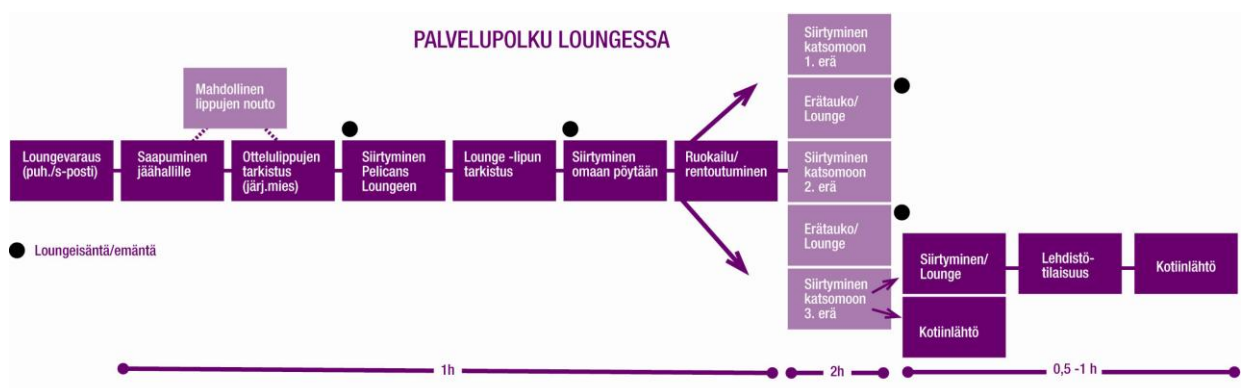 PALVELUPOLKU LOUNGESSA
Mahdollinen
lippujen nouto
Loungevaraus
(puh./s-posti)
Saapuminen
jäähallille
Ottelulippujen
tarkistus
(järj.mies)
Siirtyminen
Pelicans
Loungeen
Lounge -lipun
tarkistus
Siirtyminen
omaan pöytään
Ruokailu/
rentoutuminen
Siirtyminen
katsomoon
1. erä
Erätauko/
Lounge
Siirtyminen
katsomoon
2. erä
Erätauko/
Lounge
Siirtyminen
katsomoon
3. erä
Siirtyminen/
Lounge
Lehdistö-
tilaisuus
Kotiinlähtö
Kotiinlähtö
Loungeisäntä/emäntä
1h
2h
0,5 -1 h